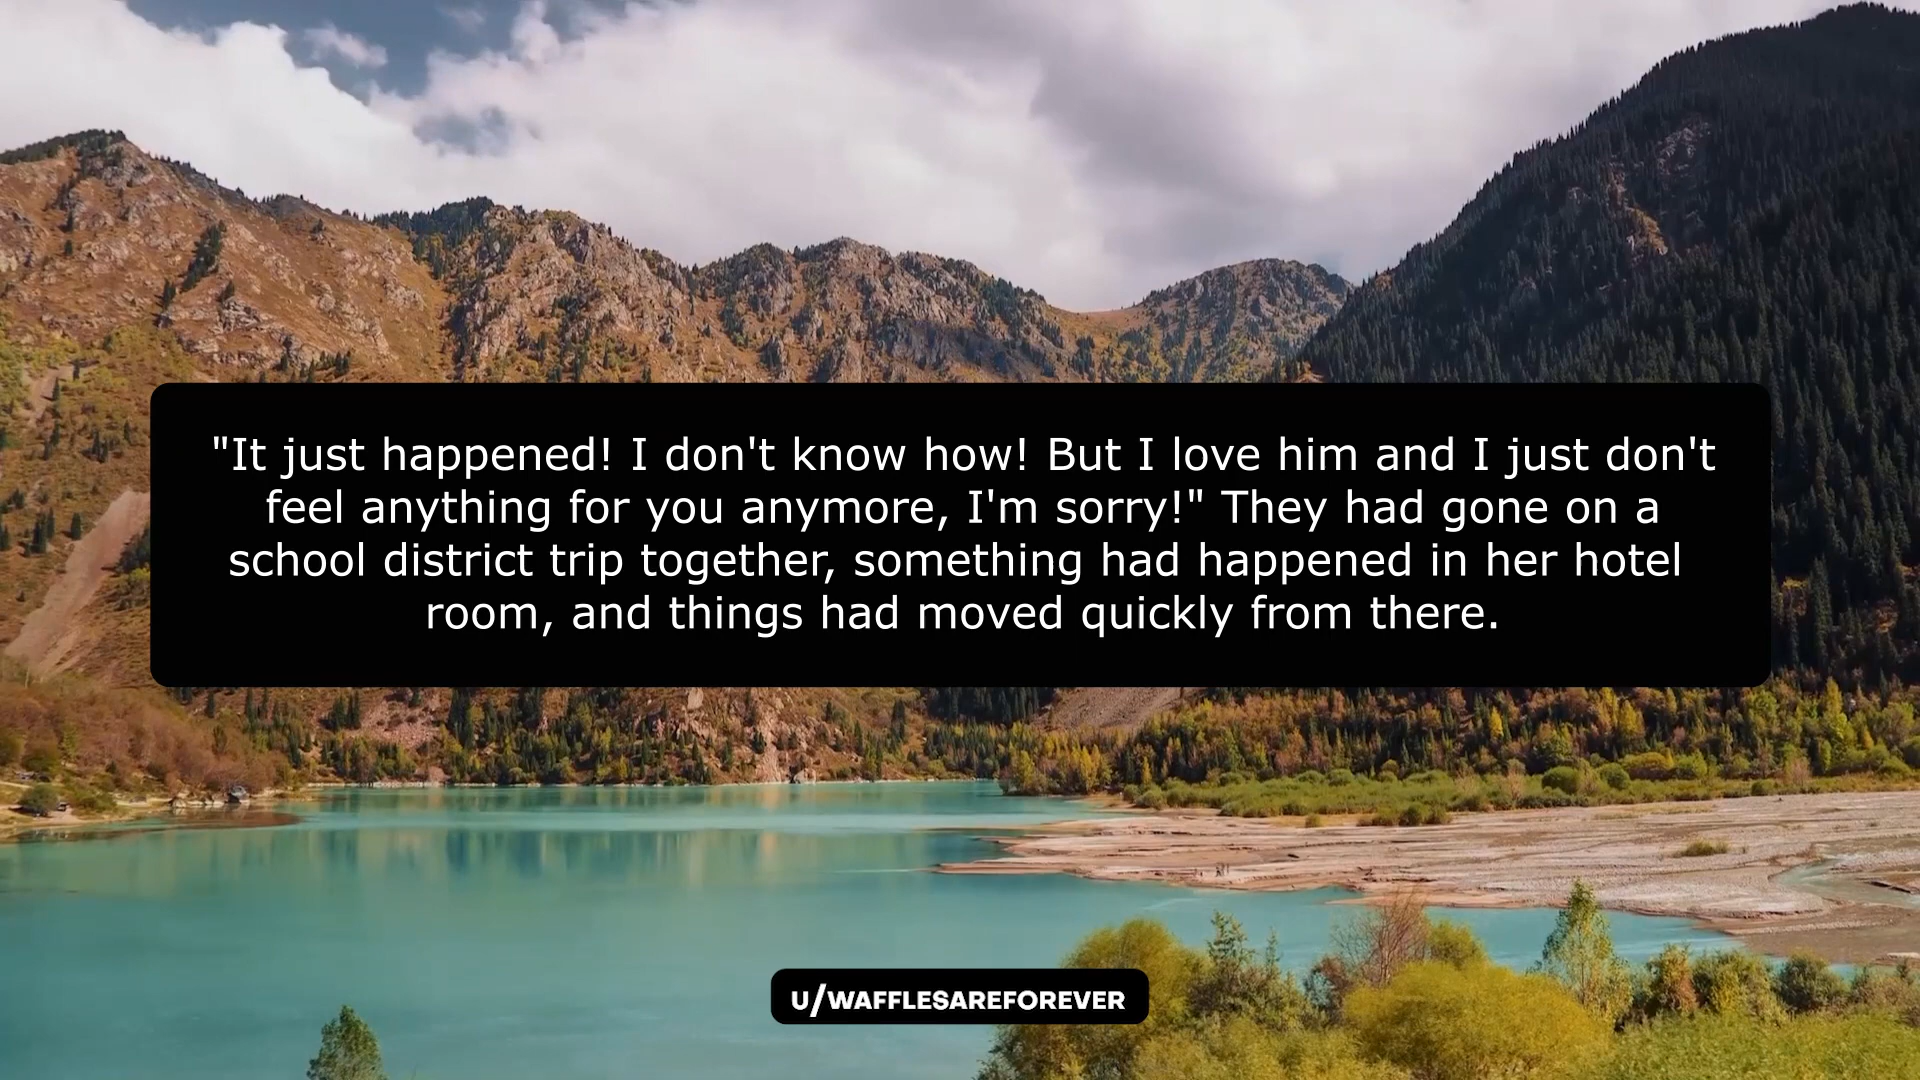 "It just happened! I don't know how! But I love him and I just don't
feel anything for you anymore, I'm sorry!" They had gone on a
school district trip together, something had happened in her hotel
room, and things had moved quickly from there.
U/WAFFLESAREFOREVER